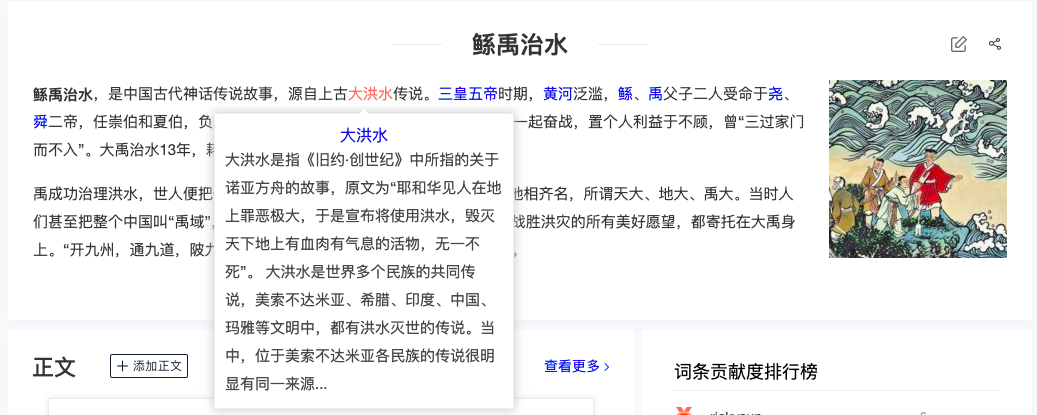 鲧禹治水
鲧禹治水，是中国古代神话传说故事，源自上古大洪水传说。三皇五帝时期，黄河泛滥，鲧、禹父子二人受命于尧、
舜二帝，任崇伯和夏伯，负 一起奋战，置个人利益于不顾，曾“三过家门
而不入”。大禹治水13年，
禹成功治理洪水，世人便把 他相齐名，所谓天大、地大、禹大。当时人
们甚至把整个中国叫“禹域”， 战胜洪灾的所有美好愿望，都寄托在大禹身
上。“开九州，通九道，陂九
大洪水
大洪水是指《旧约·创世纪》中所指的关于
诺亚方舟的故事，原文为“耶和华见人在地
上罪恶极大，于是宣布将使用洪水，毁灭
天下地上有血肉有气息的活物，无一不
死”。 大洪水是世界多个民族的共同传
说，美索不达米亚、希腊、印度、中国、
玛雅等文明中，都有洪水灭世的传说。当
中，位于美索不达米亚各民族的传说很明
显有同一来源...
正文
添加正文
查看更多
词条贡献度排行榜